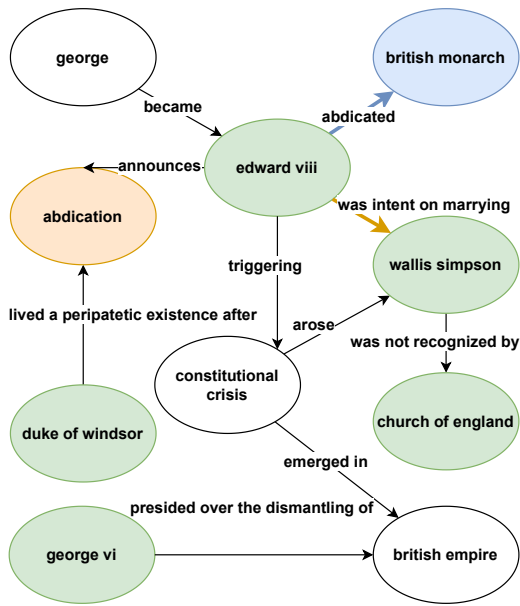 george
british monarch
became
abdicated
announces
edward viii
abdication
was intent on marrying
triggering
wallis simpson
lived a peripatetic existence after
arose
was not recognized by
constitutional
crisis
duke of windsor
church of england
emerged in
presided over the dismantling of
george vi
british empire